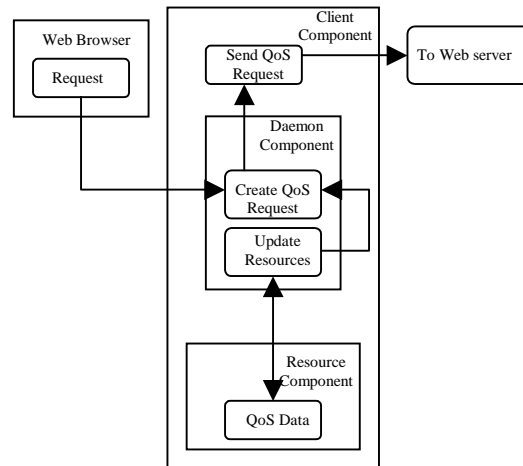 Web Browser
Request
Client
Component
Send QoS
Request
To Web server
Daemon
Component
Create QoS
Request
Update
Resources
Resource
Component
QoS Data